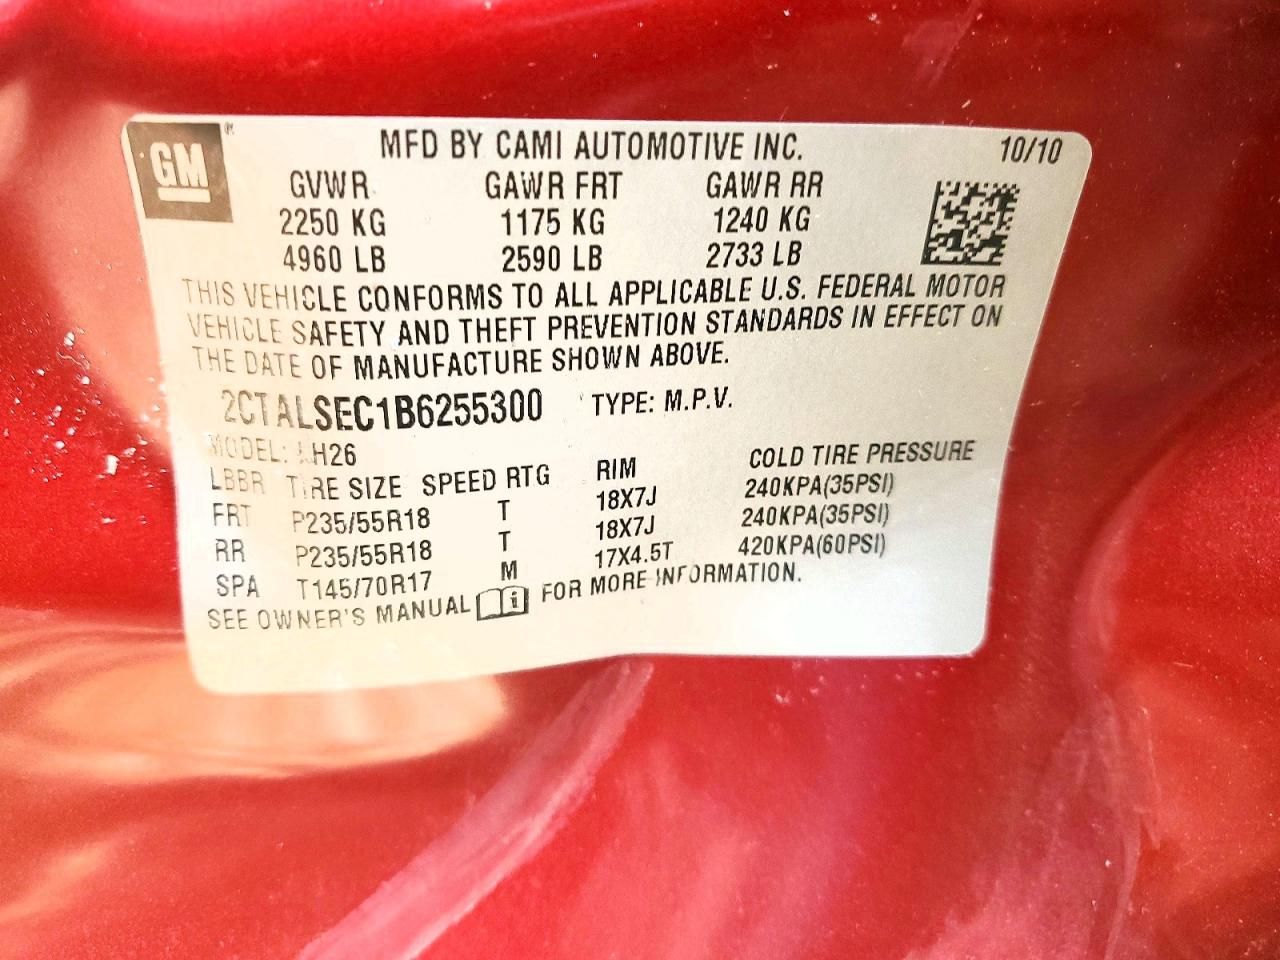 GM ® MFD BY CAMI AUTOMOTIVE INC. 10/10
GVWR GAWR FRT GAWR RR
2250 KG 1175 KG 1240 KG
4960 LB 2590 LB 2733 LB
THIS VEHICLE CONFORMS TO ALL APPLICABLE U.S. FEDERAL MOTOR
VEHICLE SAFETY AND THEFT PREVENTION STANDARDS IN EFFECT ON
THE DATE OF MANUFACTURE SHOWN ABOVE.
2CTALSEC1B6255300 TYPE: M.P.V.
MODEL: LH26
LBBR TIRE SIZE SPEED RTG RIM COLD TIRE PRESSURE
FRT P235/55R18 T 18X7J 240KPA(35PSI)
RR P235/55R18 T 18X7J 240KPA(35PSI)
SPA T145/70R17 M 17X4.5T 420KPA(60PSI)
SEE OWNER'S MANUAL i FOR MORE INFORMATION.